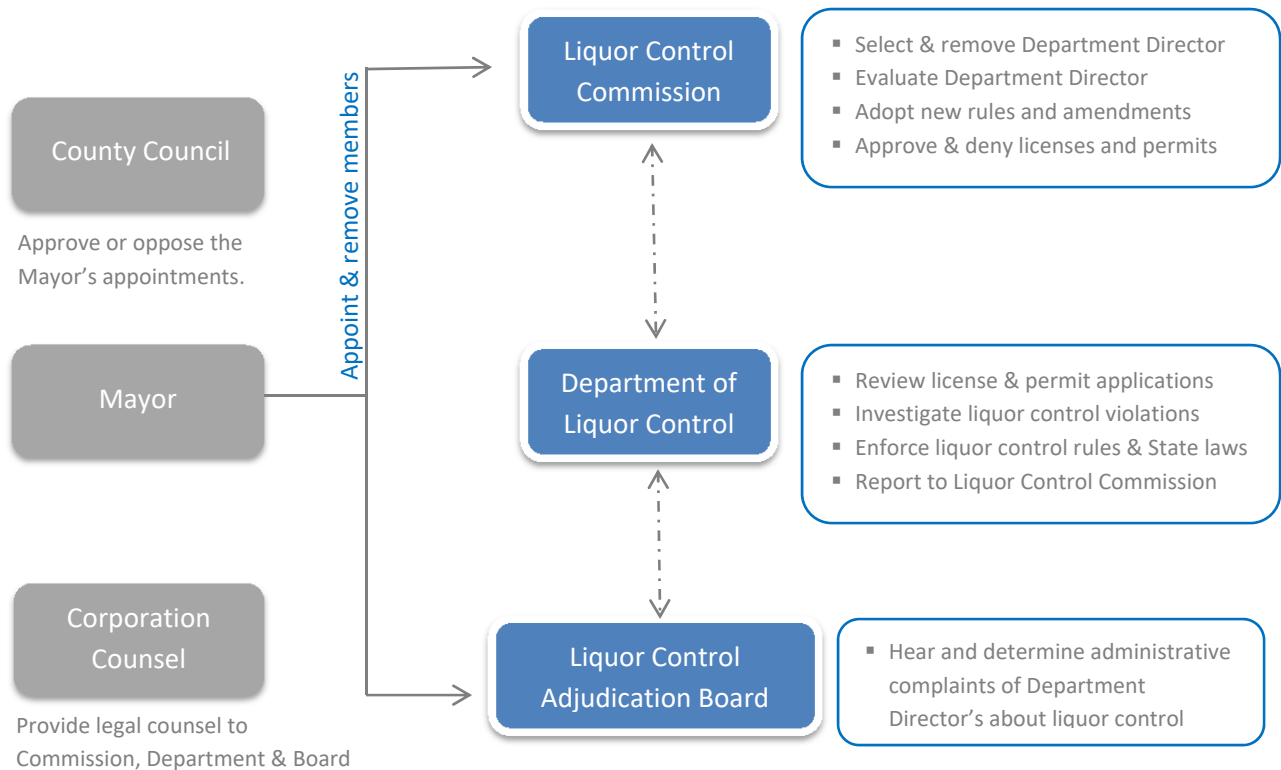 County Council
Approve or oppose the
Mayor's appointments.
Mayor
Corporation
Counsel
Provide legal counsel to
Commission, Department & Board
Appoint & remove members
Liquor Control
Commission
▪ Select & remove Department Director
▪ Evaluate Department Director
▪ Adopt new rules and amendments
▪ Approve & deny licenses and permits
Department of
Liquor Control
▪ Review license & permit applications
▪ Investigate liquor control violations
▪ Enforce liquor control rules & State laws
▪ Report to Liquor Control Commission
Liquor Control
Adjudication Board
▪ Hear and determine administrative
complaints of Department
Director's about liquor control